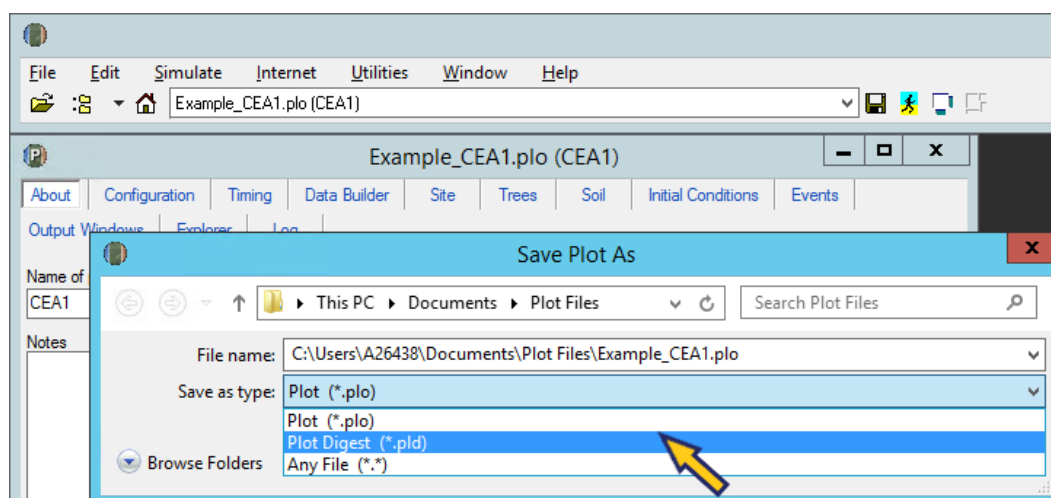 File Edit Simulate Internet Utilities Window Help
Example_CEA1.plo (CEA1)
Example_CEA1.plo (CEA1)
About Configuration Timing Data Builder Site Trees Soil Initial Conditions Events
Output Windows Explorer Log
Save Plot As
Name of
CEA1
This PC Documents Plot Files
Search Plot Files
Notes
File name: C:\Users\A26438\Documents\Plot Files\Example_CEA1.plo
Save as type: Plot (*.plo)
Plot (*.plo)
Plot Digest (*.pld)
Browse Folders
Any File (*.*)